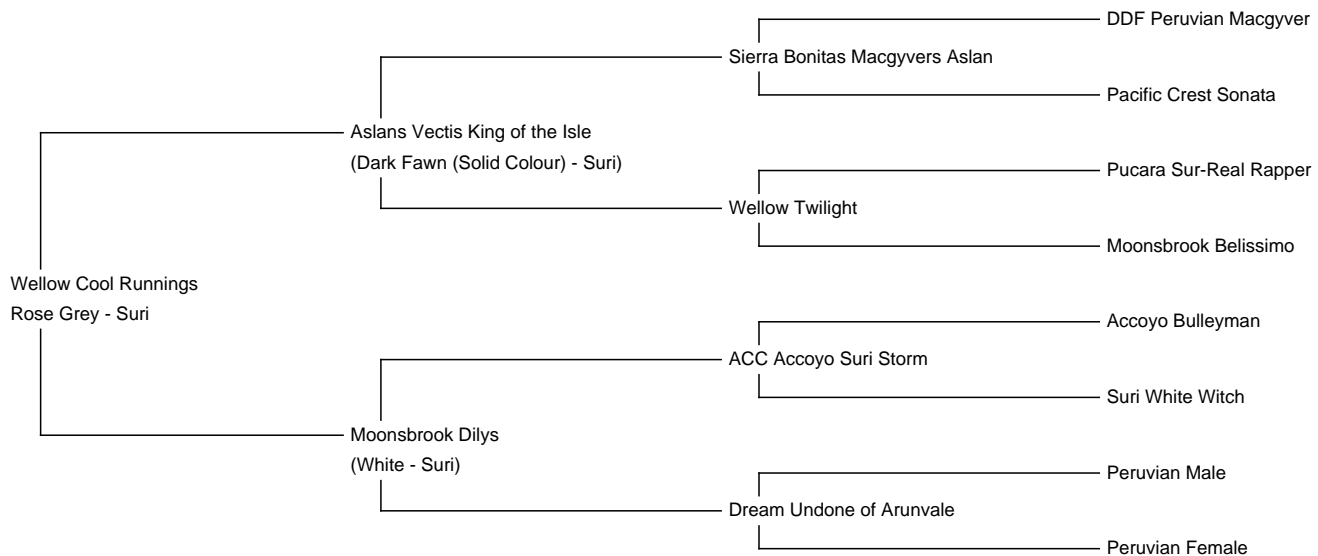 DDF Peruvian Macgyver
Sierra Bonitas Macgyvers Aslan
Pacific Crest Sonata
Aslans Vectis King of the Isle
(Dark Fawn (Solid Colour) - Suri)
Pucara Sur-Real Rapper
Wellow Twilight
Moonsbrook Belissimo
Wellow Cool Runnings
Rose Grey - Suri
Accoyo Bulleyman
ACC Accoyo Suri Storm
Suri White Witch
Moonsbrook Dilys
(White - Suri)
Peruvian Male
Dream Undone of Arunvale
Peruvian Female